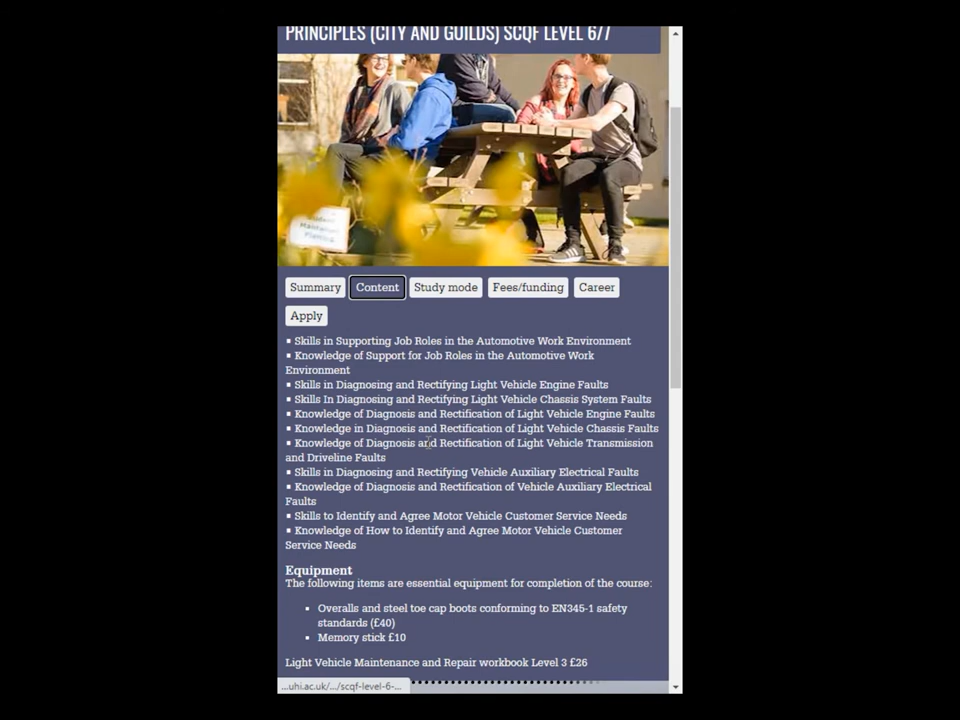 PRINCIPLES (CITY AND GUILDS) SCQF LEVEL 6/7
Summary
Content
Study mode
Fees/funding
Career
Apply
▪ Skills in Supporting Job Roles in the Automotive Work Environment
▪ Knowledge of Support for Job Roles in the Automotive Work
Environment
▪ Skills in Diagnosing and Rectifying Light Vehicle Engine Faults
▪ Skills In Diagnosing and Rectifying Light Vehicle Chassis System Faults
▪ Knowledge of Diagnosis and Rectification of Light Vehicle Engine Faults
▪ Knowledge in Diagnosis and Rectification of Light Vehicle Chassis Faults
▪ Knowledge of Diagnosis and Rectification of Light Vehicle Transmission
and Driveline Faults
▪ Skills in Diagnosing and Rectifying Vehicle Auxiliary Electrical Faults
▪ Knowledge of Diagnosis and Rectification of Vehicle Auxiliary Electrical
Faults
▪ Skills to Identify and Agree Motor Vehicle Customer Service Needs
▪ Knowledge of How to Identify and Agree Motor Vehicle Customer
Service Needs
Equipment
The following items are essential equipment for completion of the course:
▪ Overalls and steel toe cap boots conforming to EN345-1 safety
standards (£40)
▪ Memory stick £10
Light Vehicle Maintenance and Repair workbook Level 3 £26
...uhi.ac.uk/.../scqf-level-6-...